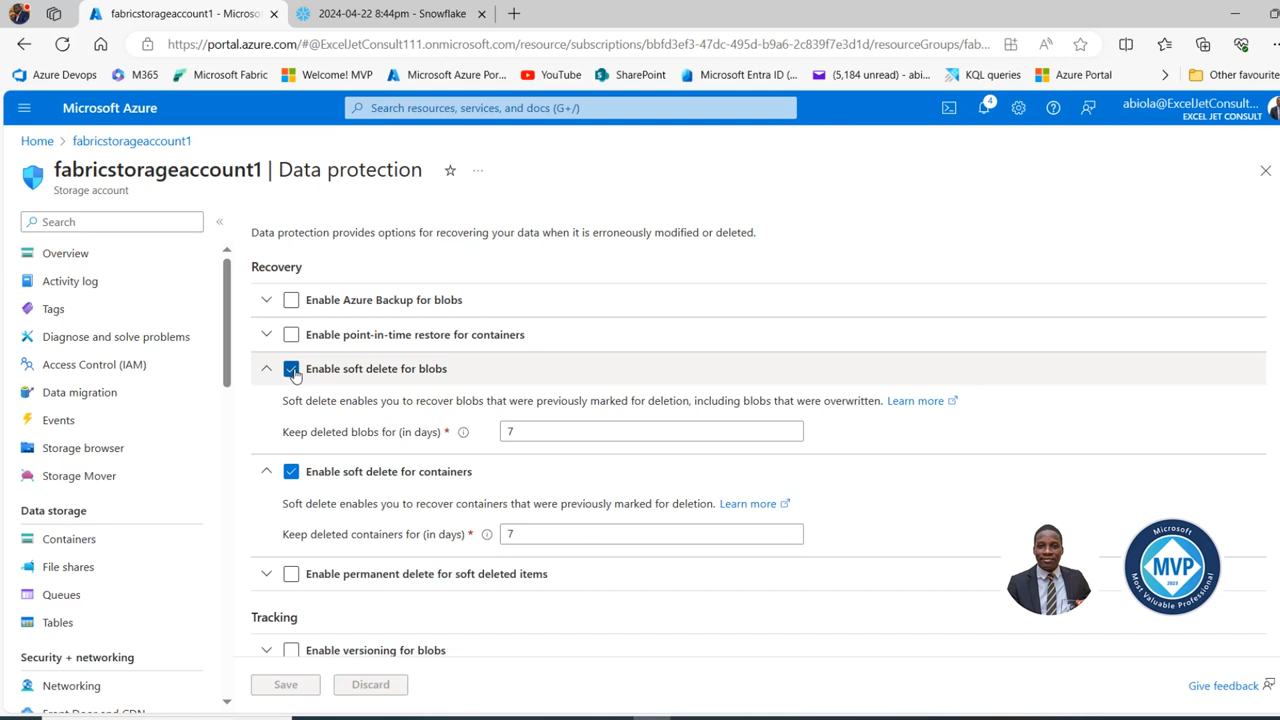 fabricstorageaccount1 - Microso
2024-04-22 8:44pm - Snowflake
https://portal.azure.com/#@ExcelJetConsult111.onmicrosoft.com/resource/subscriptions/bbfd3ef3-47dc-495d-b9a6-2c839f7e3d1d/resourceGroups/fab...
Azure Devops
M365
Microsoft Fabric
Welcome! MVP
Microsoft Azure Por...
YouTube
SharePoint
Microsoft Entra ID (...
(5,184 unread) - abi...
KQL queries
Azure Portal
Other favourite
Microsoft Azure
Search resources, services, and docs (G+/)
4
abiola@ExcelJetConsult...
EXCEL JET CONSULT
Home > fabricstorageaccount1
fabricstorageaccount1 | Data protection
Storage account
Search
Overview
Activity log
Tags
Diagnose and solve problems
Access Control (IAM)
Data migration
Events
Storage browser
Storage Mover
Data storage
Containers
File shares
Queues
Tables
Security + networking
Networking
Front Door and CDN
Data protection provides options for recovering your data when it is erroneously modified or deleted.
Recovery
Enable Azure Backup for blobs
Enable point-in-time restore for containers
Enable soft delete for blobs
Soft delete enables you to recover blobs that were previously marked for deletion, including blobs that were overwritten. Learn more
Keep deleted blobs for (in days) * 7
Enable soft delete for containers
Soft delete enables you to recover containers that were previously marked for deletion. Learn more
Keep deleted containers for (in days) * 7
Enable permanent delete for soft deleted items
Tracking
Enable versioning for blobs
Save
Discard
Give feedback
Microsoft
MVP
2023
Most Valuable Professional